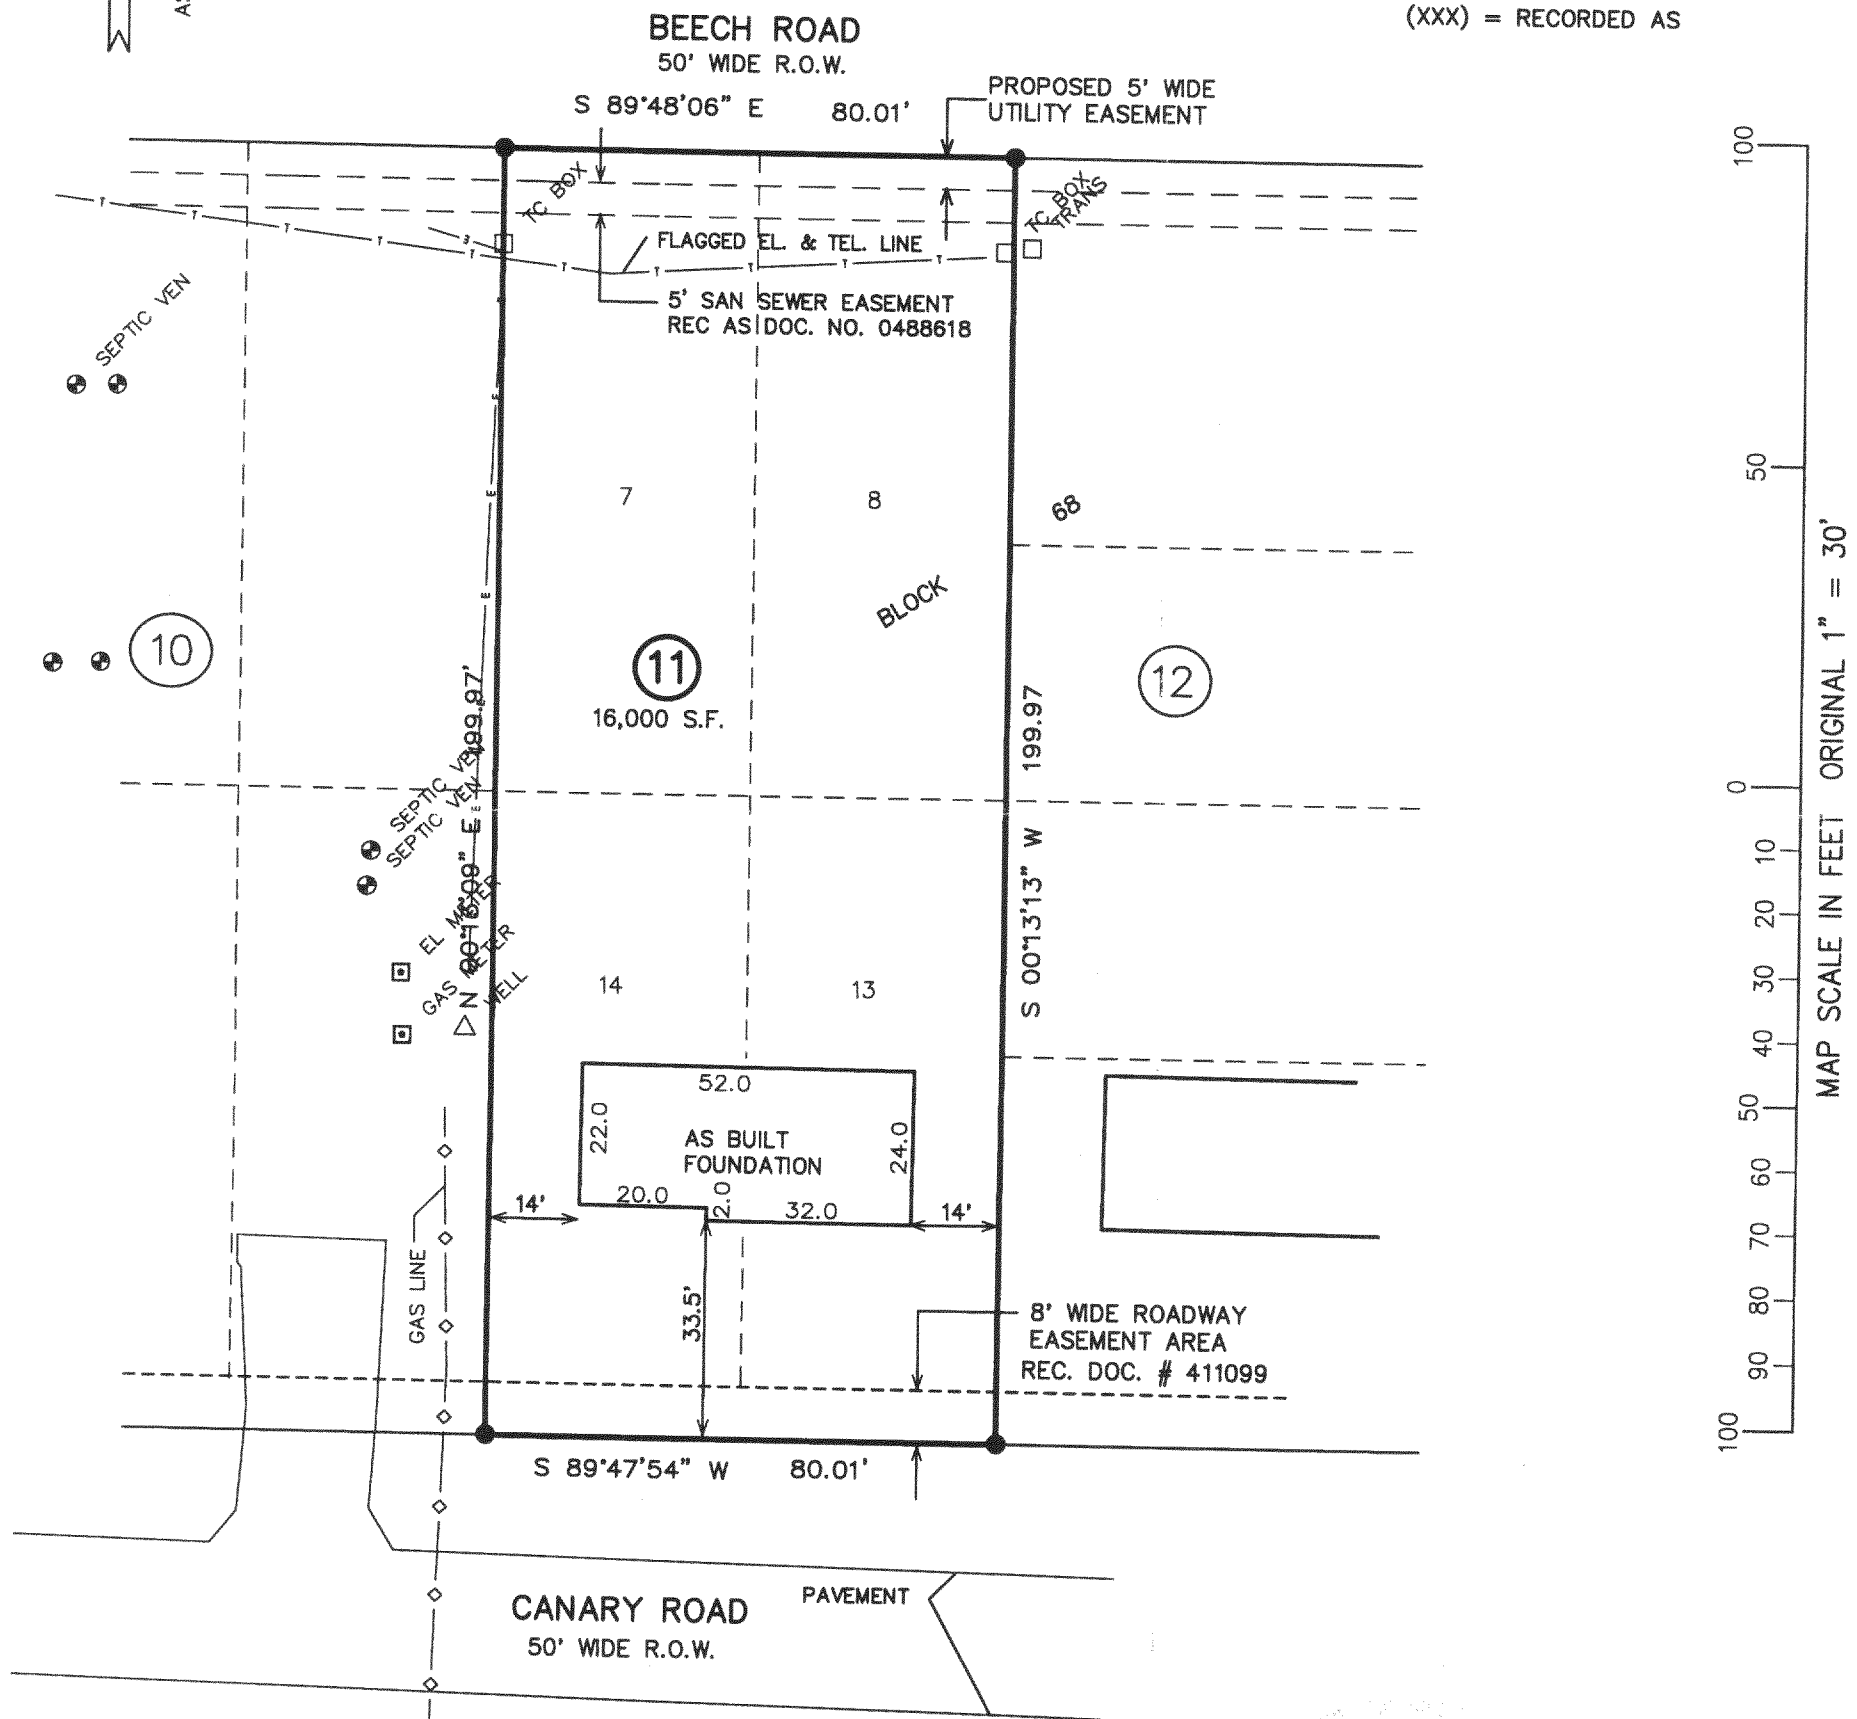 (XXX) = RECORDED AS
BEECH ROAD
50' WIDE R.O.W.
S 89°48'06" E 80.01'
PROPOSED 5' WIDE
UTILITY EASEMENT
TC BOX
TC BOX
TRANS
FLAGGED EL. & TEL. LINE
5' SAN SEWER EASEMENT
REC AS DOC. NO. 0488618
SEPTIC VEN
7
8
68
BLOCK
10
11
16,000 S.F.
12
N 00°16'09" E 199.97'
S 00°13'13" W 199.97
SEPTIC VEN
SEPTIC VEN
EL METER
GAS METER
WELL
14
13
52.0
22.0
AS BUILT
FOUNDATION
24.0
20.0
2.0
32.0
14'
14'
GAS LINE
33.5'
8' WIDE ROADWAY
EASEMENT AREA
REC. DOC. # 411099
S 89°47'54" W 80.01'
CANARY ROAD
50' WIDE R.O.W.
PAVEMENT
100
50
0
10
20
30
40
50
60
70
80
90
100
MAP SCALE IN FEET ORIGINAL 1" = 30'